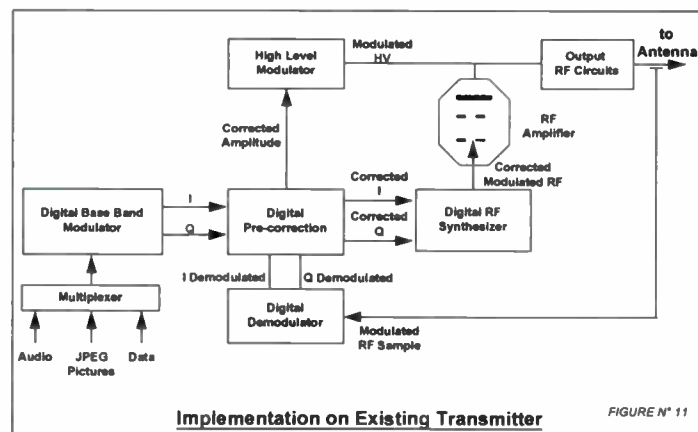 to
Antenna
High Level
Modulator
Modulated
HV
Output
RF Circuits
RF
Amplifier
Corrected
Amplitude
Corrected
Modulated RF
Digital Base Band
Modulator
I
Q
Digital
Pre-correction
Corrected
I
Corrected
Q
Digital RF
Synthesizer
I Demodulated
Q Demodulated
Multiplexer
Digital
Demodulator
Modulated
RF Sample
Audio
JPEG
Pictures
Data
Implementation on Existing Transmitter
FIGURE N° 11